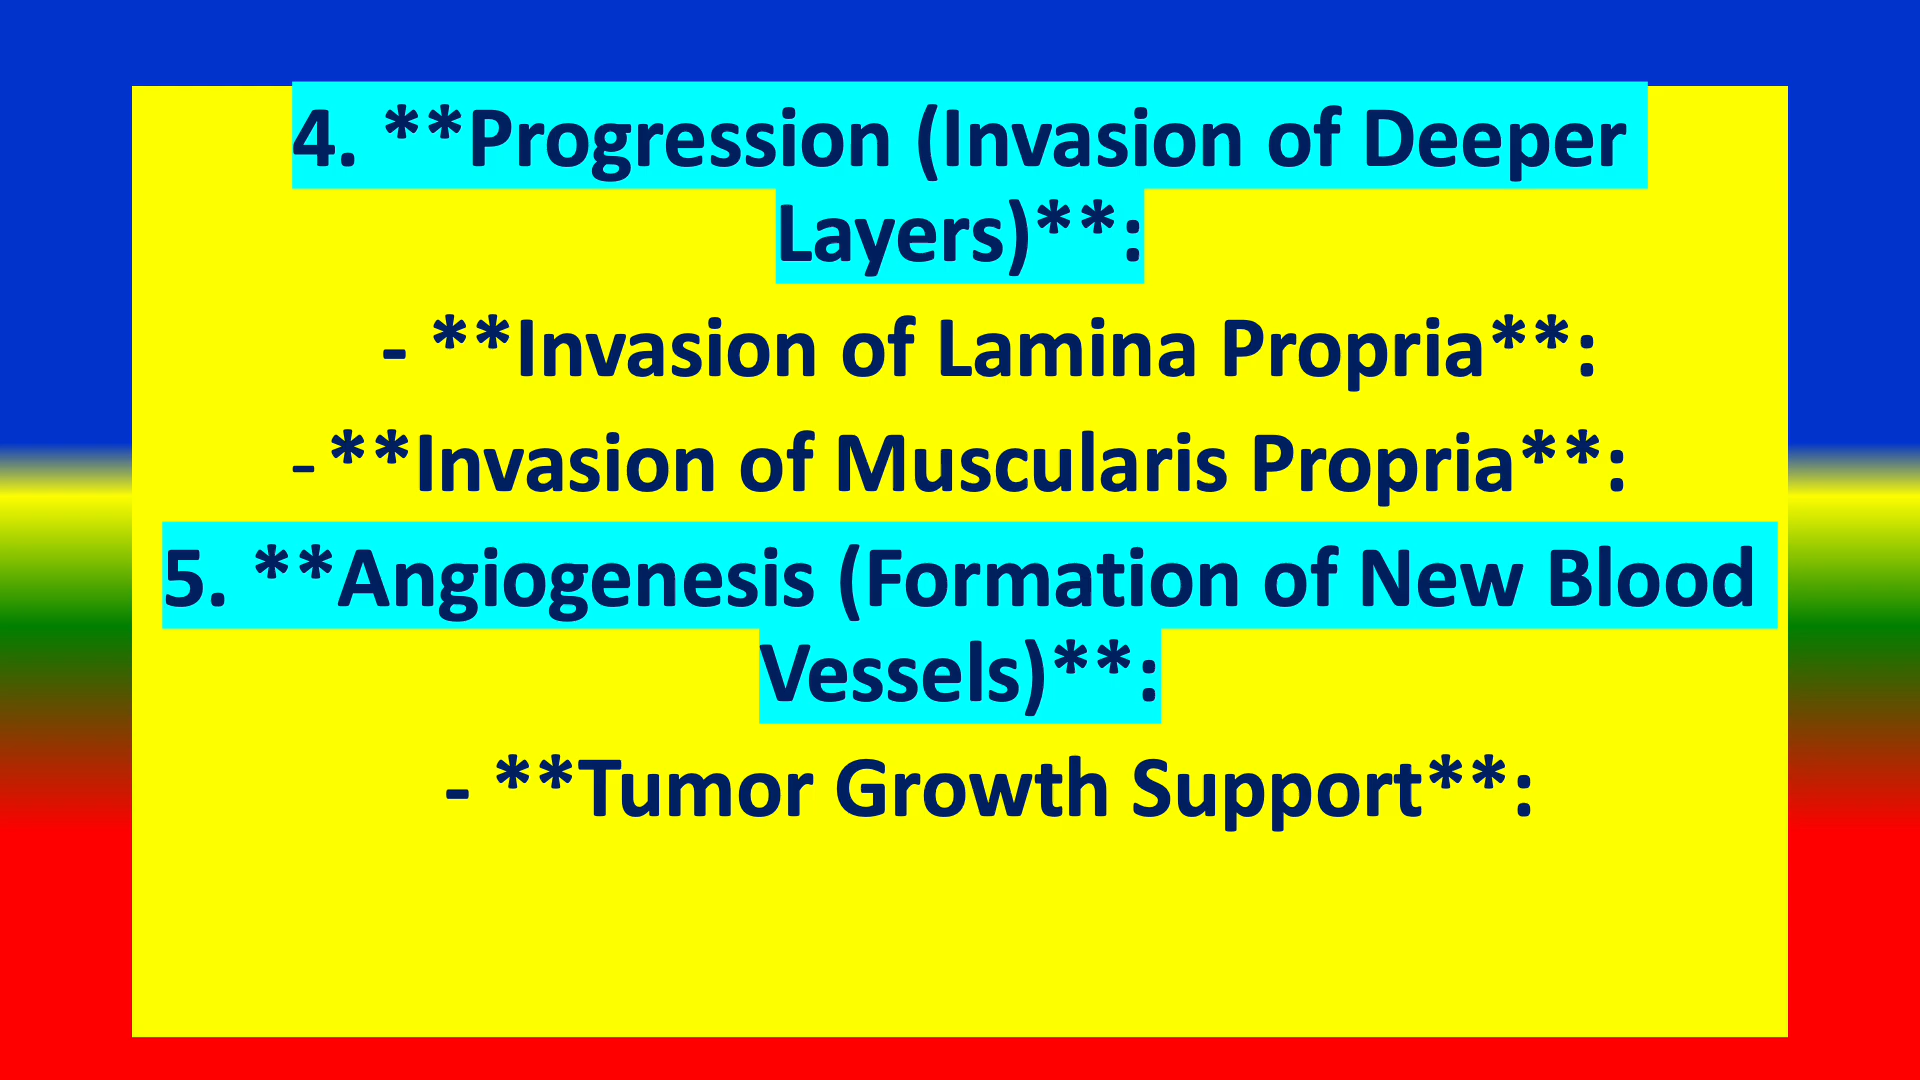 4. **Progression (Invasion of Deeper
Layers)**:
- **Invasion of Lamina Propria**:
- **Invasion of Muscularis Propria**:
5. **Angiogenesis (Formation of New Blood
Vessels)**:
- **Tumor Growth Support**: